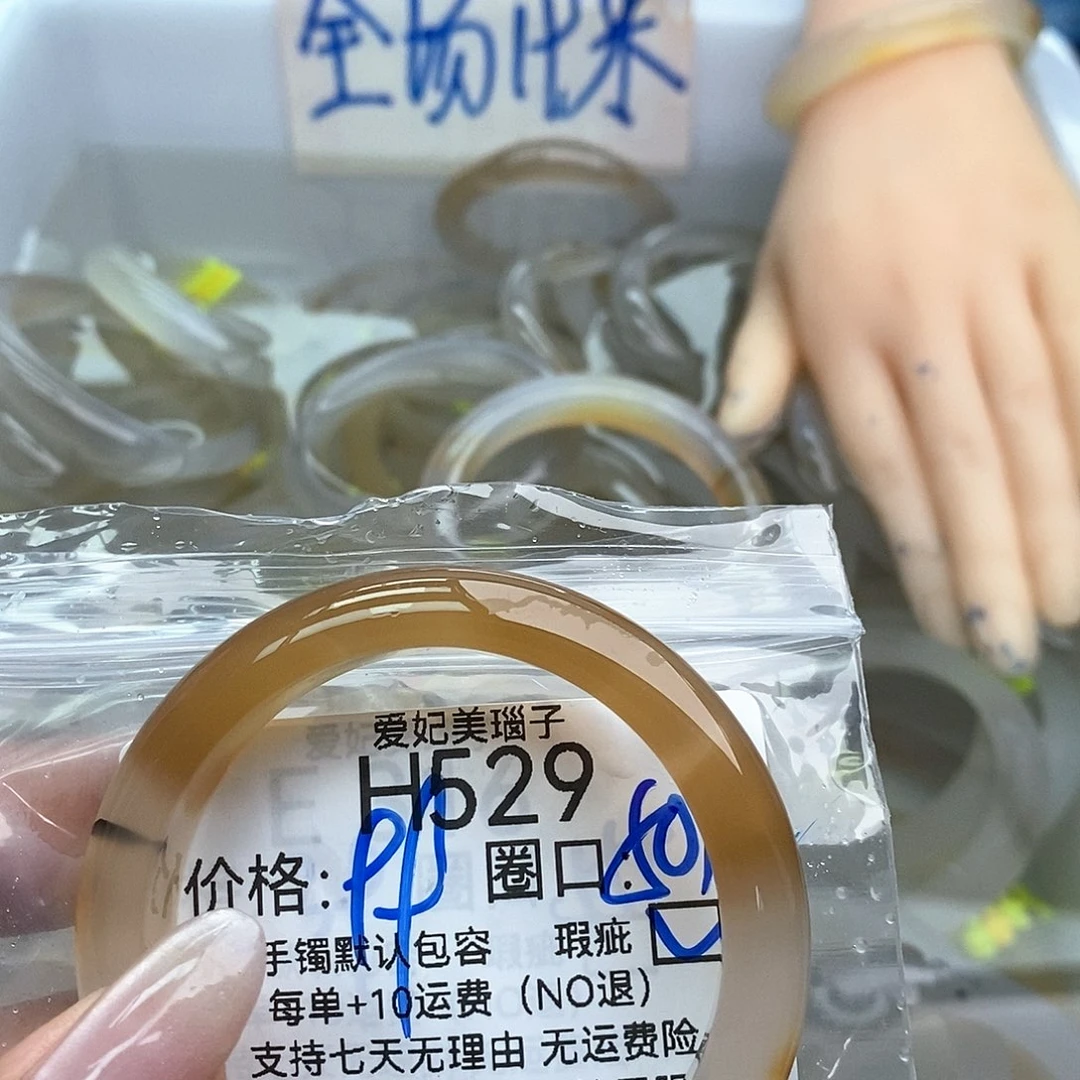 爱妃美瑙子
H529
价格: 圈口:
手镯默认包容 瑕疵
每单+10运费（NO退）
支持七天无理由 无运费险